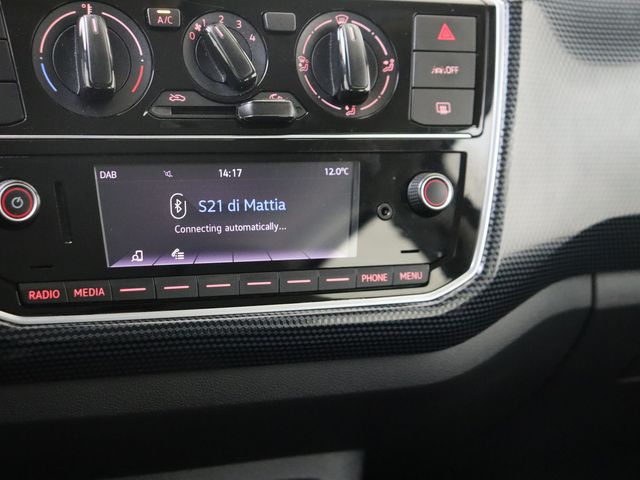 A/C
0 1 2 3 4
OFF
DAB 14:17 12.0°C
S21 di Mattia
Connecting automatically...
RADIO MEDIA PHONE MENU